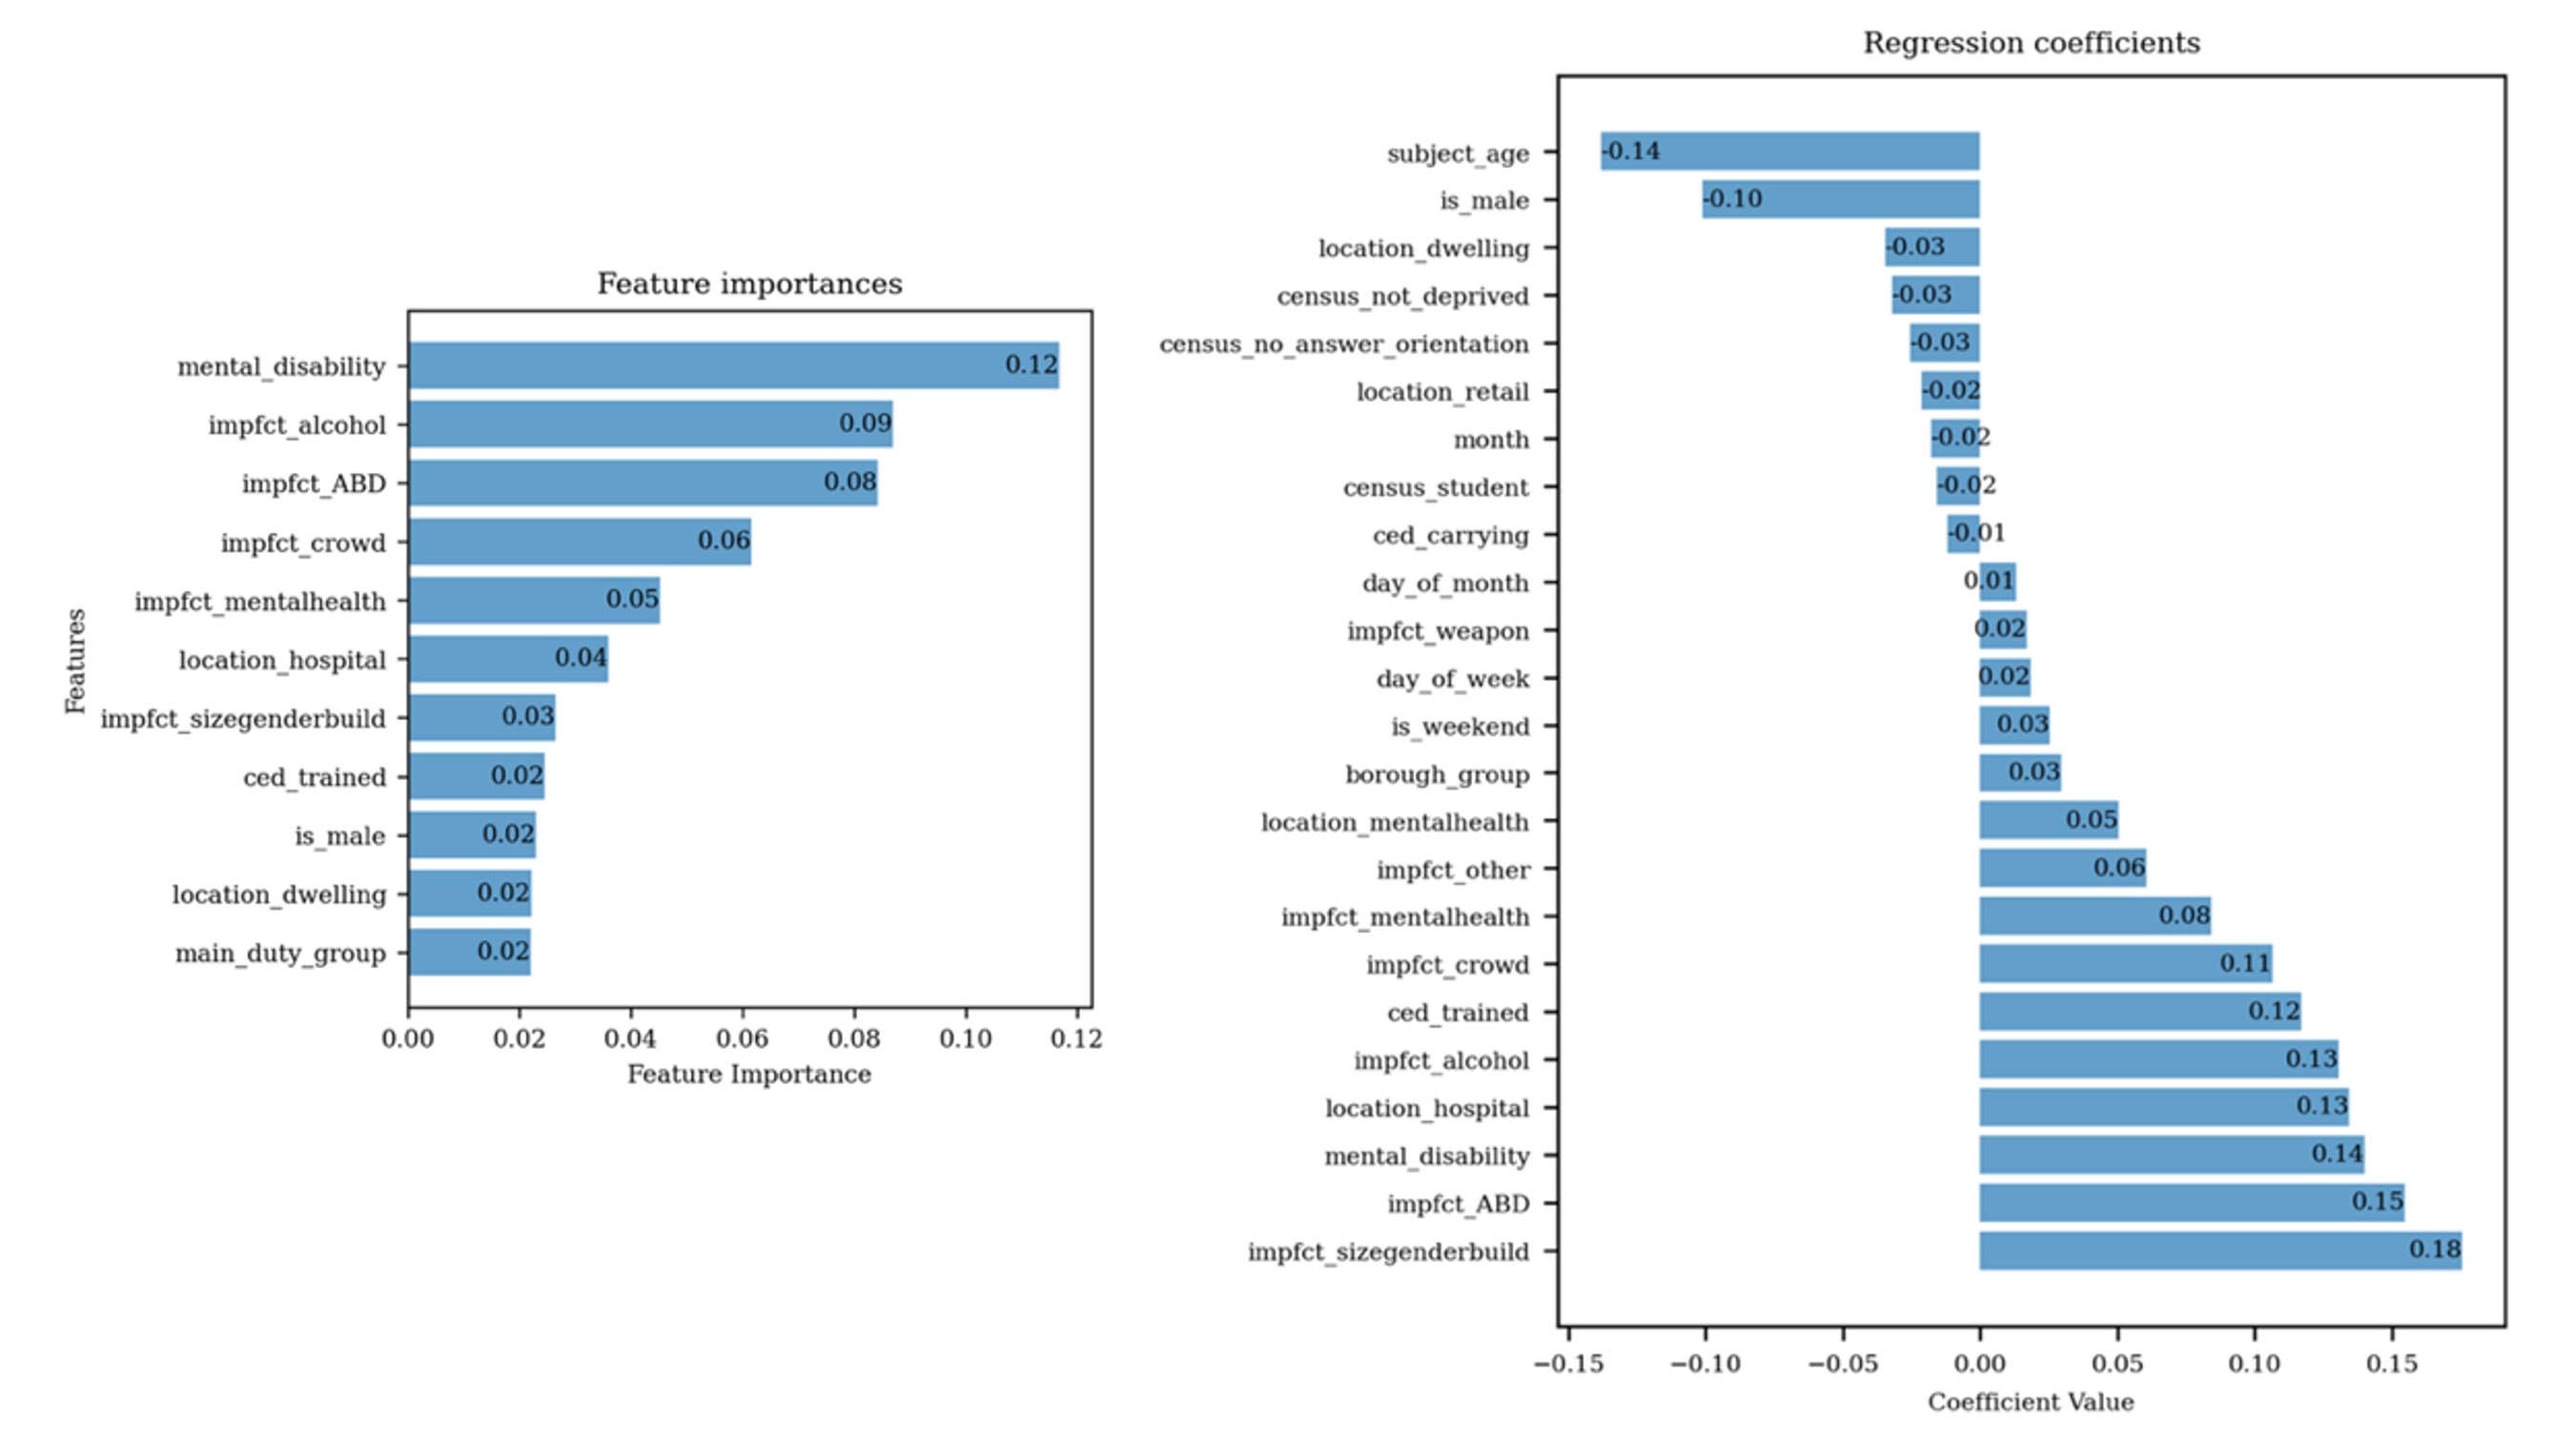 Feature importances
Features
mental_disability 0.12
impfct_alcohol 0.09
impfct_ABD 0.08
impfct_crowd 0.06
impfct_mentalhealth 0.05
location_hospital 0.04
impfct_sizegenderbuild 0.03
ced_trained 0.02
is_male 0.02
location_dwelling 0.02
main_duty_group 0.02
0.00 0.02 0.04 0.06 0.08 0.10 0.12
Feature Importance
Regression coefficients
subject_age -0.14
is_male -0.10
location_dwelling -0.03
census_not_deprived -0.03
census_no_answer_orientation -0.03
location_retail -0.02
month -0.02
census_student -0.02
ced_carrying -0.01
day_of_month 0.01
impfct_weapon 0.02
day_of_week 0.02
is_weekend 0.03
borough_group 0.03
location_mentalhealth 0.05
impfct_other 0.06
impfct_mentalhealth 0.08
impfct_crowd 0.11
ced_trained 0.12
impfct_alcohol 0.13
location_hospital 0.13
mental_disability 0.14
impfct_ABD 0.15
impfct_sizegenderbuild 0.18
−0.15 −0.10 −0.05 0.00 0.05 0.10 0.15
Coefficient Value